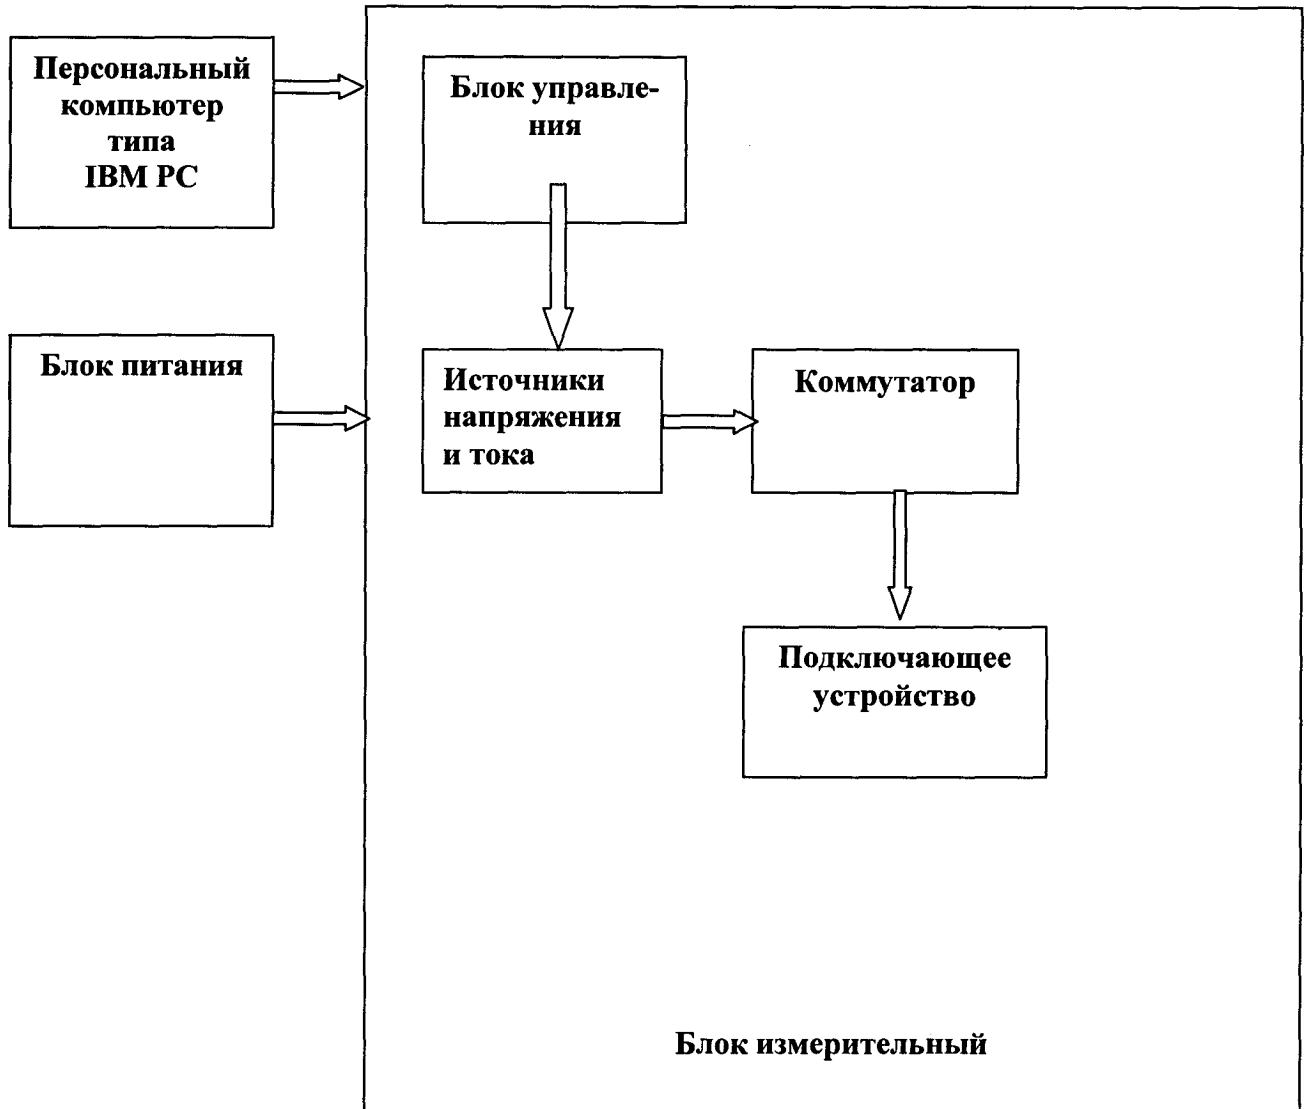 Персональный
компьютер
типа
IBM PC
Блок управле-
ния
Блок питания
Источники
напряжения
и тока
Коммутатор
Подключающее
устройство
Блок измерительный